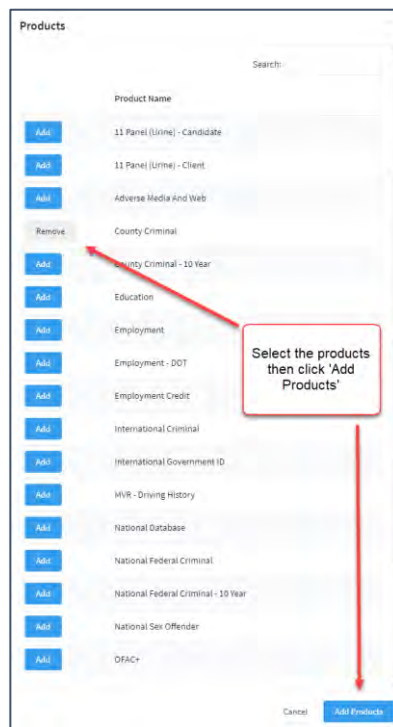 Products
Search:
Product Name
Add 11 Panel (Urine) - Candidate
Add 11 Panel (Urine) - Client
Add Adverse Media And Web
Remove County Criminal
Add County Criminal - 10 Year
Add Education
Add Employment
Add Employment - DOT
Add Employment Credit
Add International Criminal
Add International Government ID
Add MVR - Driving History
Add National Database
Add National Federal Criminal
Add National Federal Criminal - 10 Year
Add National Sex Offender
Add OFAC+
Select the products
then click 'Add
Products'
Cancel Add Products